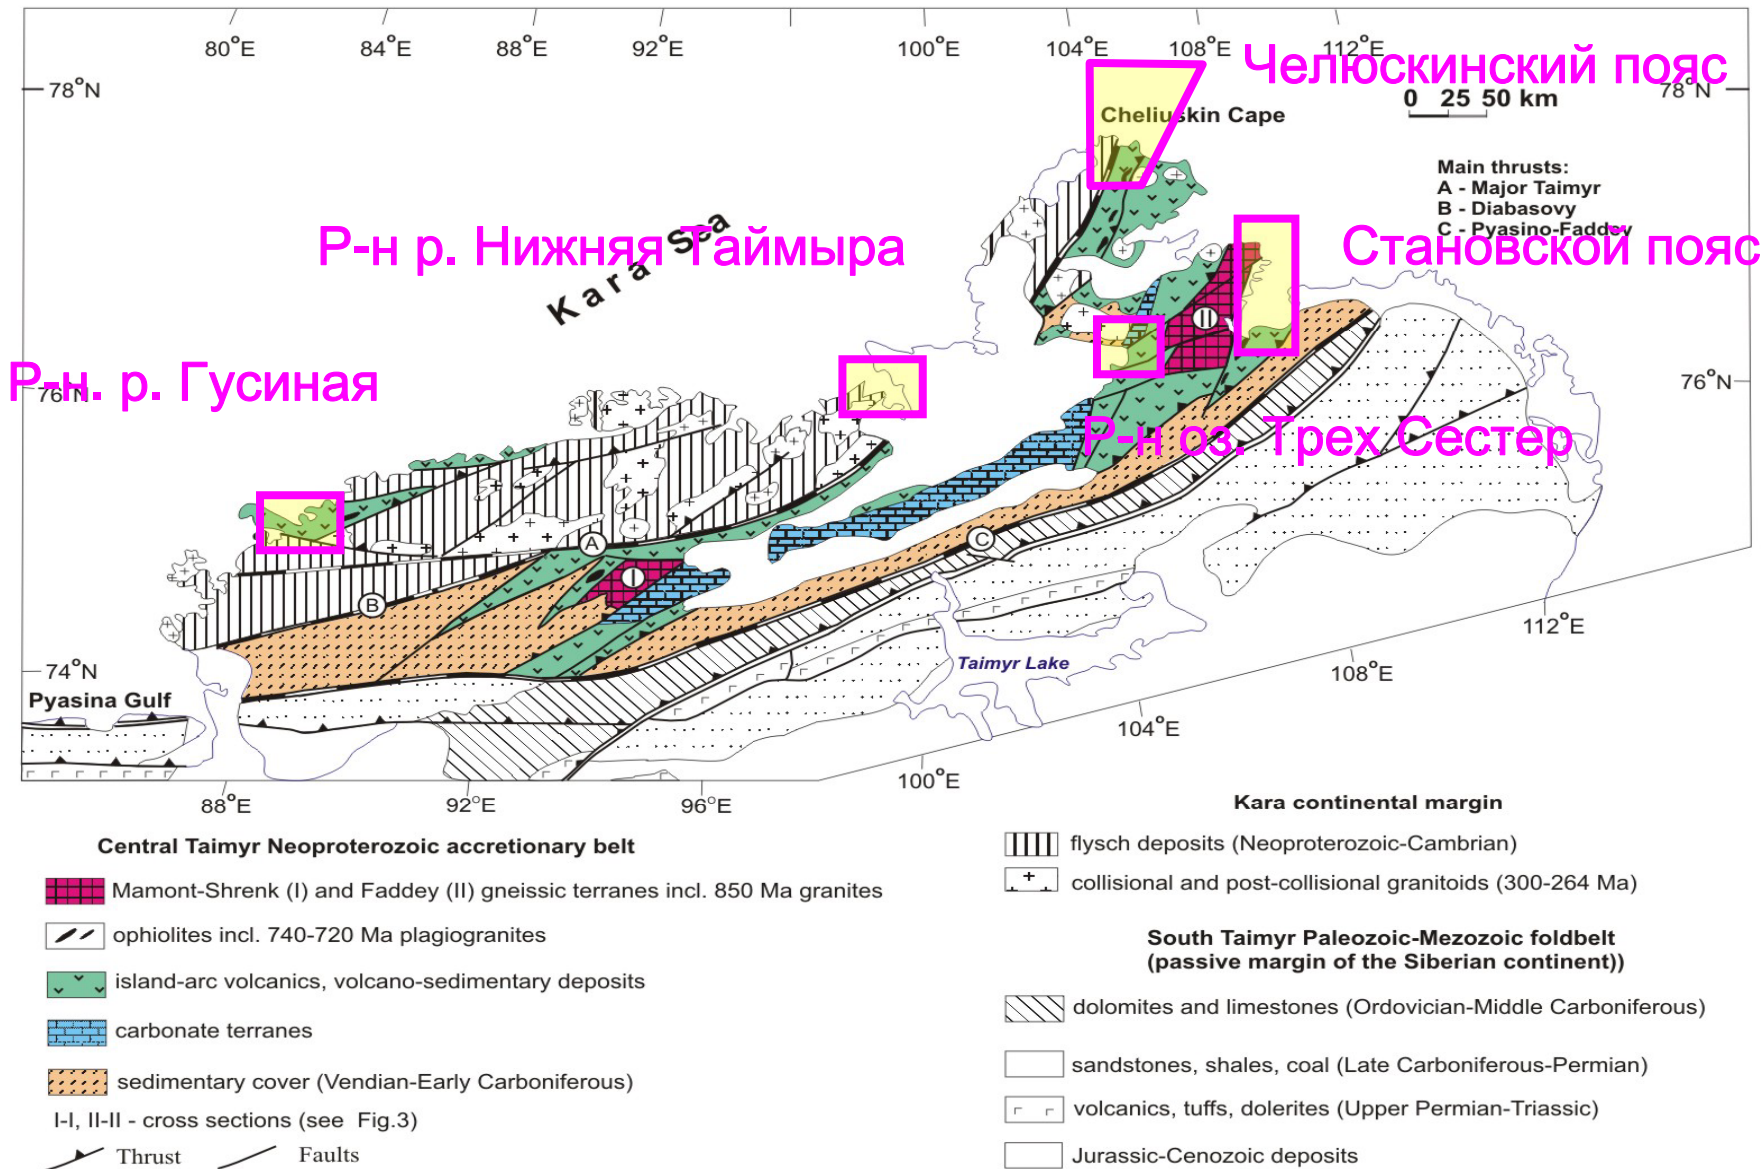 80°E 84°E 88°E 92°E 100°E 104°E 108°E 112°E
Челюскинский пояс
78°N 78°N
0 25 50 km
Cheliuskin Cape
Main thrusts:
A - Major Taimyr
B - Diabasovy
C - Pyasino-Faddey
Р-н р. Нижняя Таймыра
Kara Sea
Становской пояс
II
Р-н. р. Гусиная
76°N 76°N
Р-н оз. Трех Сестер
A
C
I
B
112°E
74°N
Taimyr Lake
108°E
Pyasina Gulf
104°E
100°E
88°E 92°E 96°E
Central Taimyr Neoproterozoic accretionary belt
Mamont-Shrenk (I) and Faddey (II) gneissic terranes incl. 850 Ma granites
ophiolites incl. 740-720 Ma plagiogranites
island-arc volcanics, volcano-sedimentary deposits
carbonate terranes
sedimentary cover (Vendian-Early Carboniferous)
I-I, II-II - cross sections (see Fig.3)
Thrust Faults
Kara continental margin
flysch deposits (Neoproterozoic-Cambrian)
collisional and post-collisional granitoids (300-264 Ma)
South Taimyr Paleozoic-Mezozoic foldbelt
(passive margin of the Siberian continent))
dolomites and limestones (Ordovician-Middle Carboniferous)
sandstones, shales, coal (Late Carboniferous-Permian)
volcanics, tuffs, dolerites (Upper Permian-Triassic)
Jurassic-Cenozoic deposits